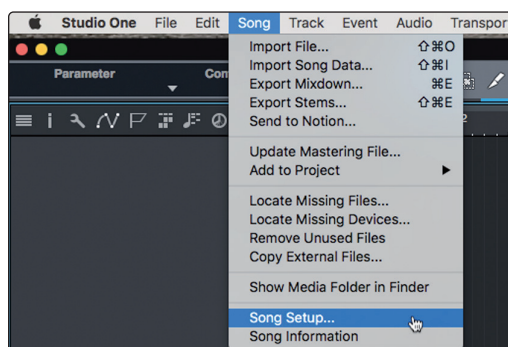 Studio One File Edit Song Track Event Audio Transpor
Parameter Con
Import File... ⇧⌘O
Import Song Data... ⇧⌘I
Export Mixdown... ⌘E
Export Stems... ⇧⌘E
Send to Notion...
Update Mastering File...
Add to Project
Locate Missing Files...
Locate Missing Devices...
Remove Unused Files
Copy External Files...
Show Media Folder in Finder
Song Setup...
Song Information